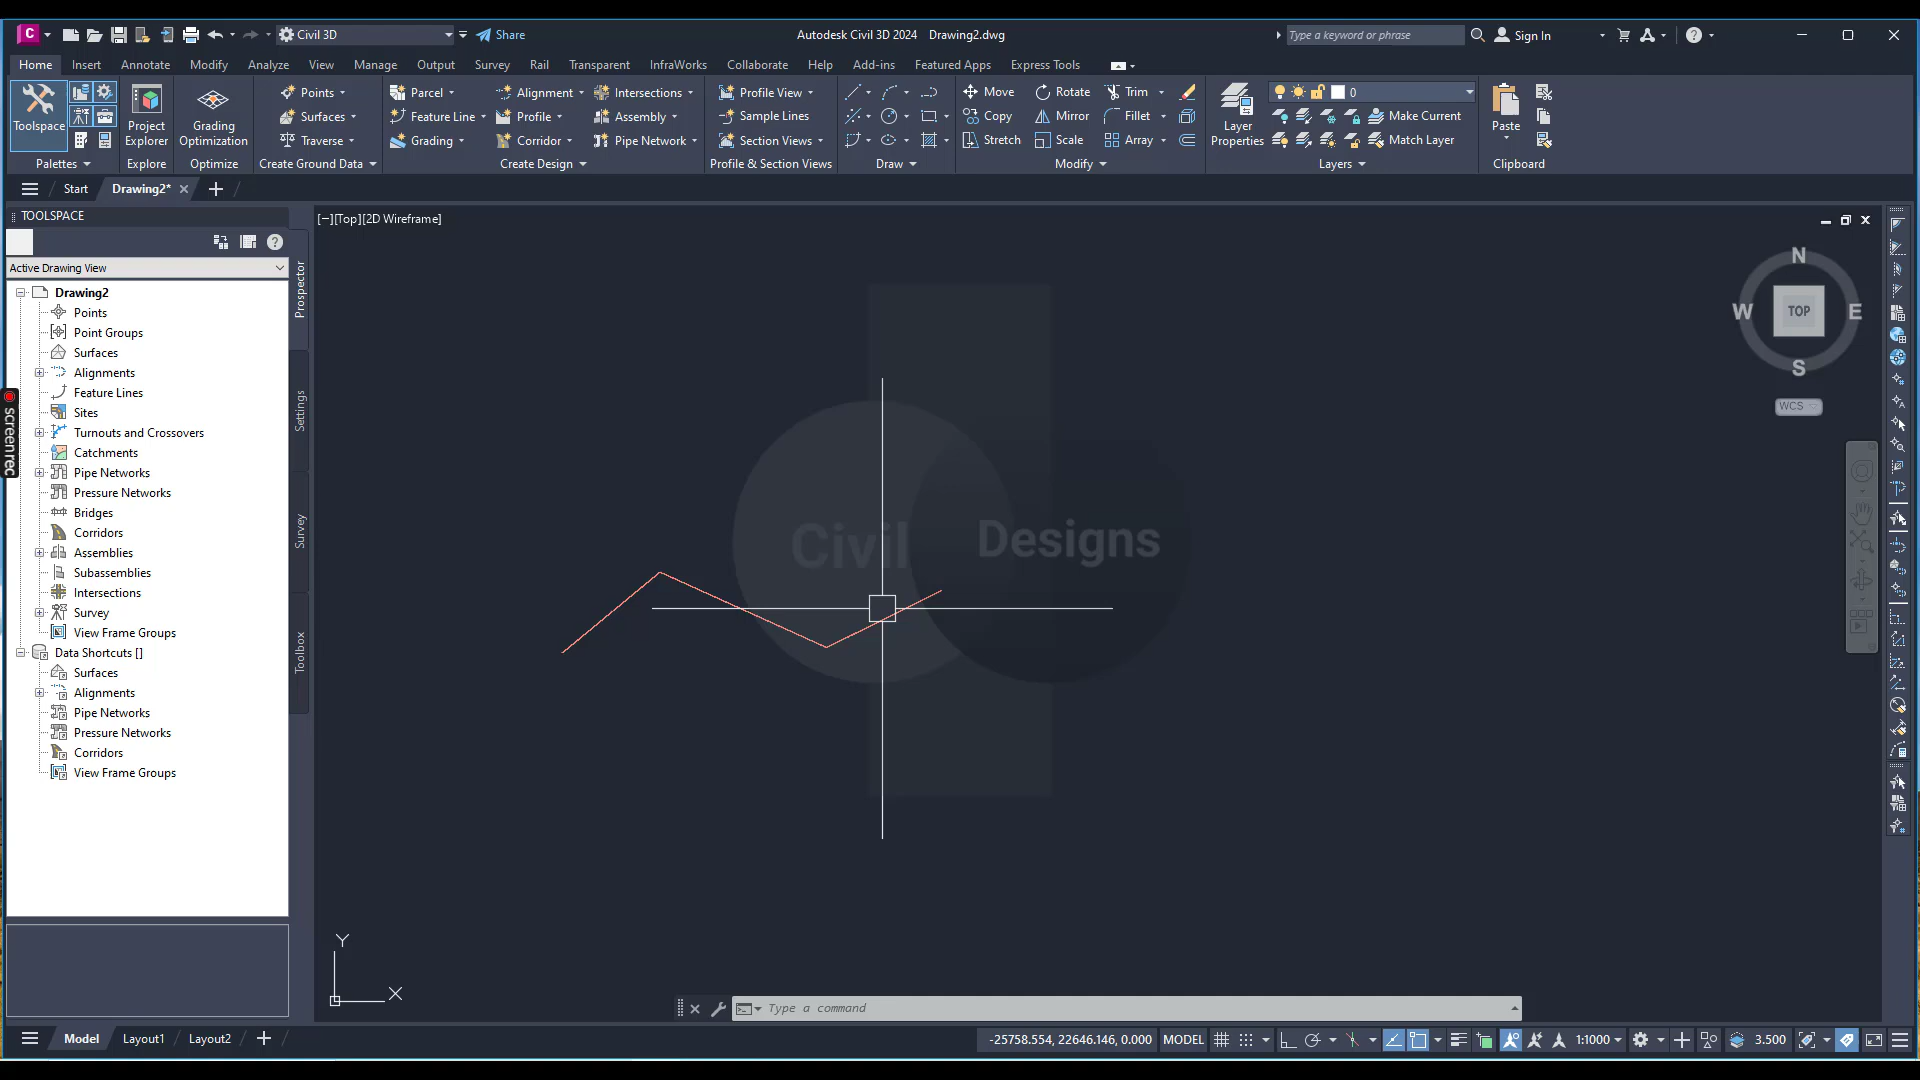 C
Civil 3D
Share
Autodesk Civil 3D 2024 Drawing2.dwg
Type a keyword or phrase
Sign In
Home Insert Annotate Modify Analyze View Manage Output Survey Rail Transparent InfraWorks Collaborate Help Add-ins Featured Apps Express Tools
Toolspace
Palettes
Project
Explorer
Explore
Grading
Optimization
Optimize
Points
Surfaces
Traverse
Create Ground Data
Parcel
Feature Line
Grading
Alignment
Profile
Corridor
Intersections
Assembly
Pipe Network
Create Design
Profile View
Sample Lines
Section Views
Profile & Section Views
Draw
Move
Copy
Stretch
Rotate
Mirror
Scale
Trim
Fillet
Array
Modify
Layer
Properties
0
Make Current
Match Layer
Layers
Paste
Clipboard
Start
Drawing2*
TOOLSPACE
Active Drawing View
Drawing2
Points
Point Groups
Surfaces
Alignments
Feature Lines
Sites
Turnouts and Crossovers
Catchments
Pipe Networks
Pressure Networks
Bridges
Corridors
Assemblies
Subassemblies
Intersections
Survey
View Frame Groups
Data Shortcuts []
Surfaces
Alignments
Pipe Networks
Pressure Networks
Corridors
View Frame Groups
Prospector
Settings
Survey
Toolbox
screenrec
[−][Top][2D Wireframe]
Civil Designs
N
W TOP E
S
WCS
Y
X
Type a command
Model Layout1 Layout2
-25758.554, 22646.146, 0.000
MODEL
1:1000
3.500